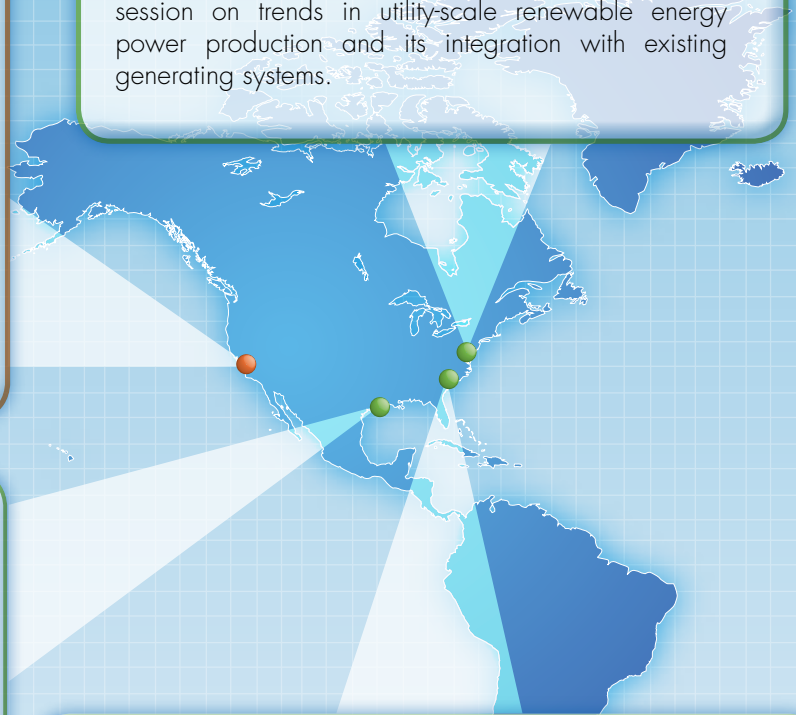 session on trends in utility-scale renewable energy
power production and its integration with existing
generating systems.